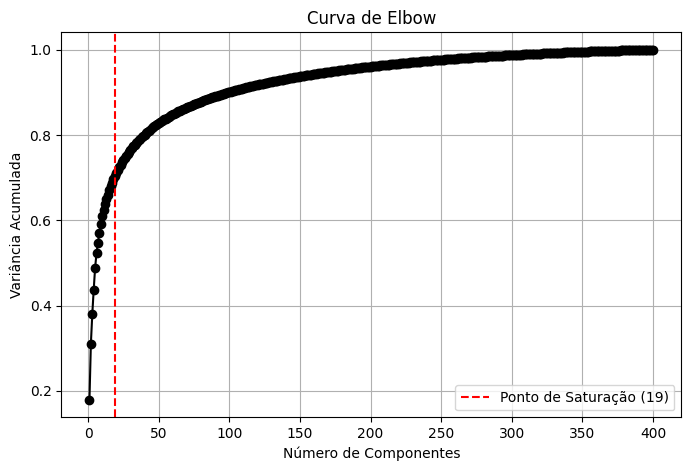 Curva de Elbow
Variância Acumulada
1.0
0.8
0.6
0.4
0.2
0 50 100 150 200 250 300 350 400
Número de Componentes
Ponto de Saturação (19)